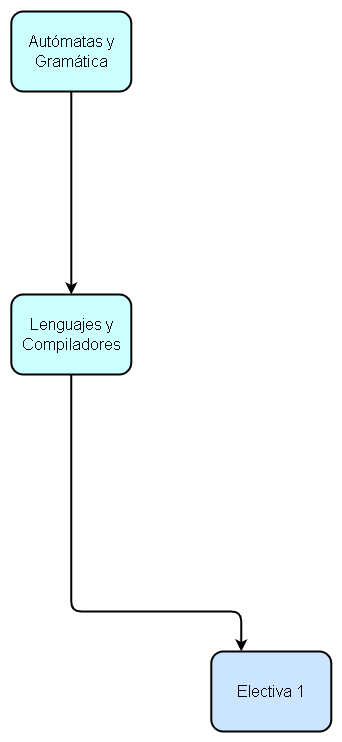 Autómatas y
Gramática
Lenguajes y
Compiladores
Electiva 1